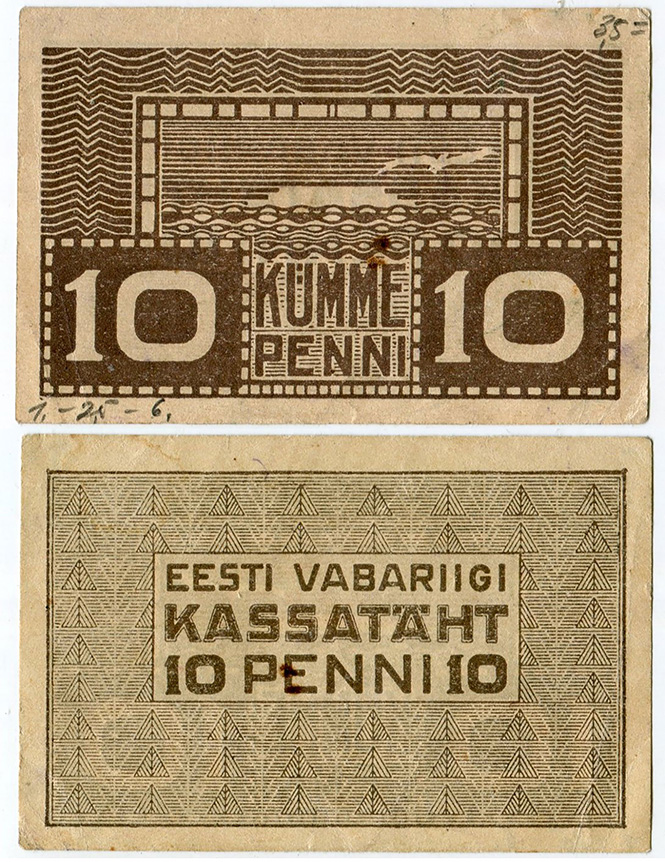 35=
10 KÜMME PENNI 10
1,-25-6,
EESTI VABARIIGI
KASSATÄHT
10 PENNI 10